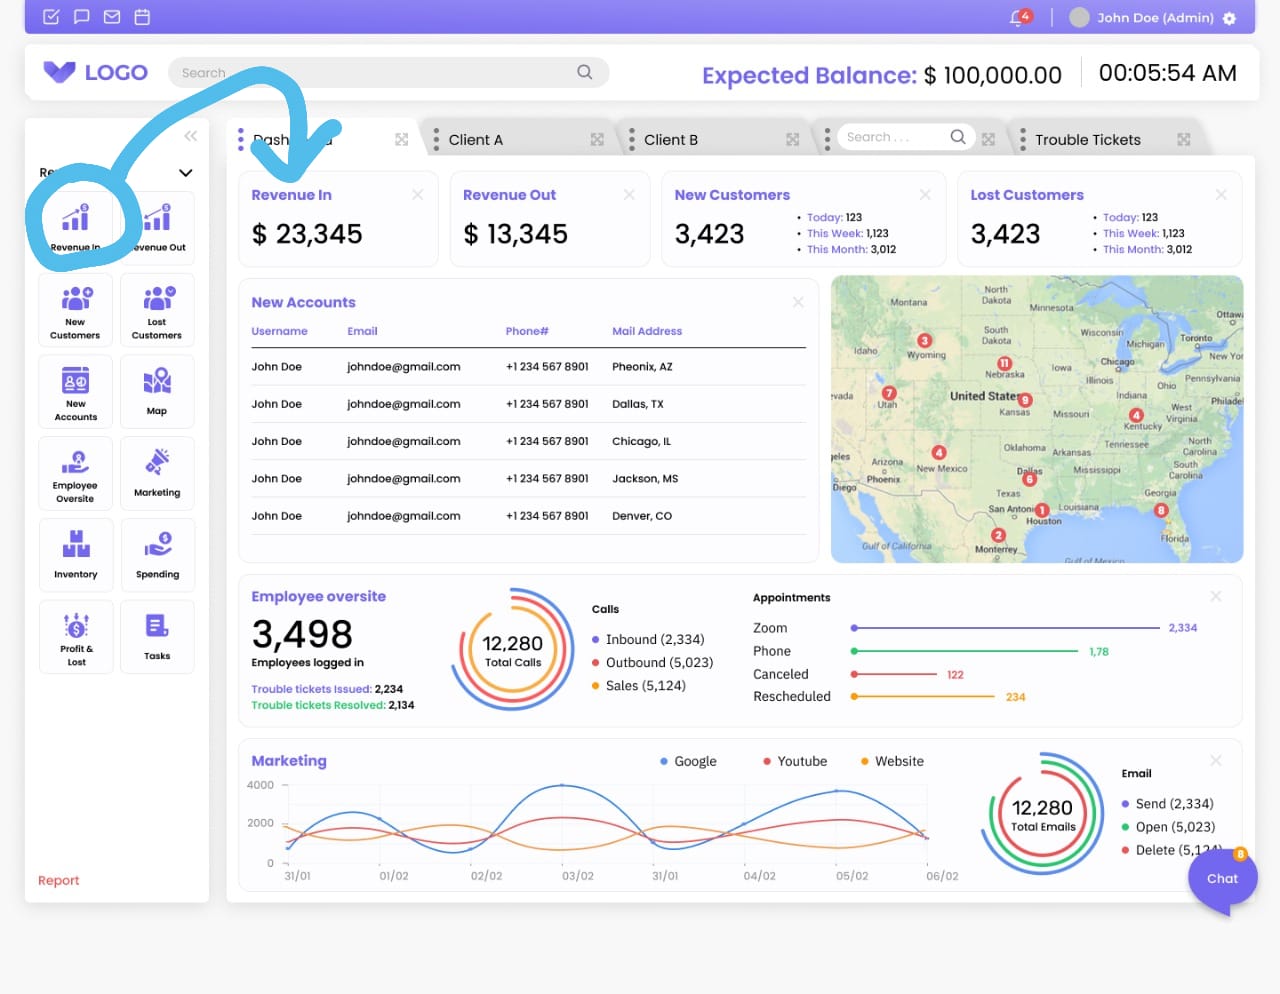 4
John Doe (Admin)
LOGO
Search
Expected Balance: $ 100,000.00
00:05:54 AM
Client A
Client B
Search . . .
Trouble Tickets
Revenue In
Revenue Out
New
Customers
Lost
Customers
New
Accounts
Map
Employee
Oversite
Marketing
Inventory
Spending
Profit &
Lost
Tasks
Report
Revenue In
$ 23,345
Revenue Out
$ 13,345
New Customers
3,423
• Today: 123
• This Week: 1,123
• This Month: 3,012
Lost Customers
3,423
• Today: 123
• This Week: 1,123
• This Month: 3,012
New Accounts
Username Email Phone# Mail Address
John Doe johndoe@gmail.com +1 234 567 8901 Pheonix, AZ
John Doe johndoe@gmail.com +1 234 567 8901 Dallas, TX
John Doe johndoe@gmail.com +1 234 567 8901 Chicago, IL
John Doe johndoe@gmail.com +1 234 567 8901 Jackson, MS
John Doe johndoe@gmail.com +1 234 567 8901 Denver, CO
North
Dakota
Montana
Minnesota
Ottawa
South
Dakota
Wisconsin
Michigan
Toronto
3
Idaho
Wyoming
New Yor
11
Nebraska
Iowa
Chicago
Illinois
Ohio
Pennsylvania
7
Utah
vada
United States
9
Kansas
Missouri
Indiana
4
Kentucky
West
Virginia
Philade
4
Oklahoma
Arkansas
Tennessee
North
Carolina
geles
Arizona
Phoenix
New Mexico
Dallas
6
Mississippi
South
Carolina
Diego
Texas
Georgia
San Antonio
1
Houston
Louisiana
8
2
Monterrey
Florida
Gulf of California
Gulf of Mexico
Employee oversite
3,498
Employees logged in
Trouble tickets Issued: 2,234
Trouble tickets Resolved: 2,134
12,280
Total Calls
Calls
Inbound (2,334)
Outbound (5,023)
Sales (5,124)
Appointments
Zoom 2,334
Phone 1,78
Canceled 122
Rescheduled 234
Marketing
Google Youtube Website
4000
2000
0
31/01 01/02 02/02 03/02 31/01 04/02 05/02 06/02
12,280
Total Emails
Email
Send (2,334)
Open (5,023)
Delete (5,124)
8
Chat